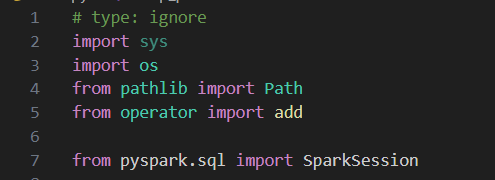 1 # type: ignore
2 import sys
3 import os
4 from pathlib import Path
5 from operator import add
6
7 from pyspark.sql import SparkSession